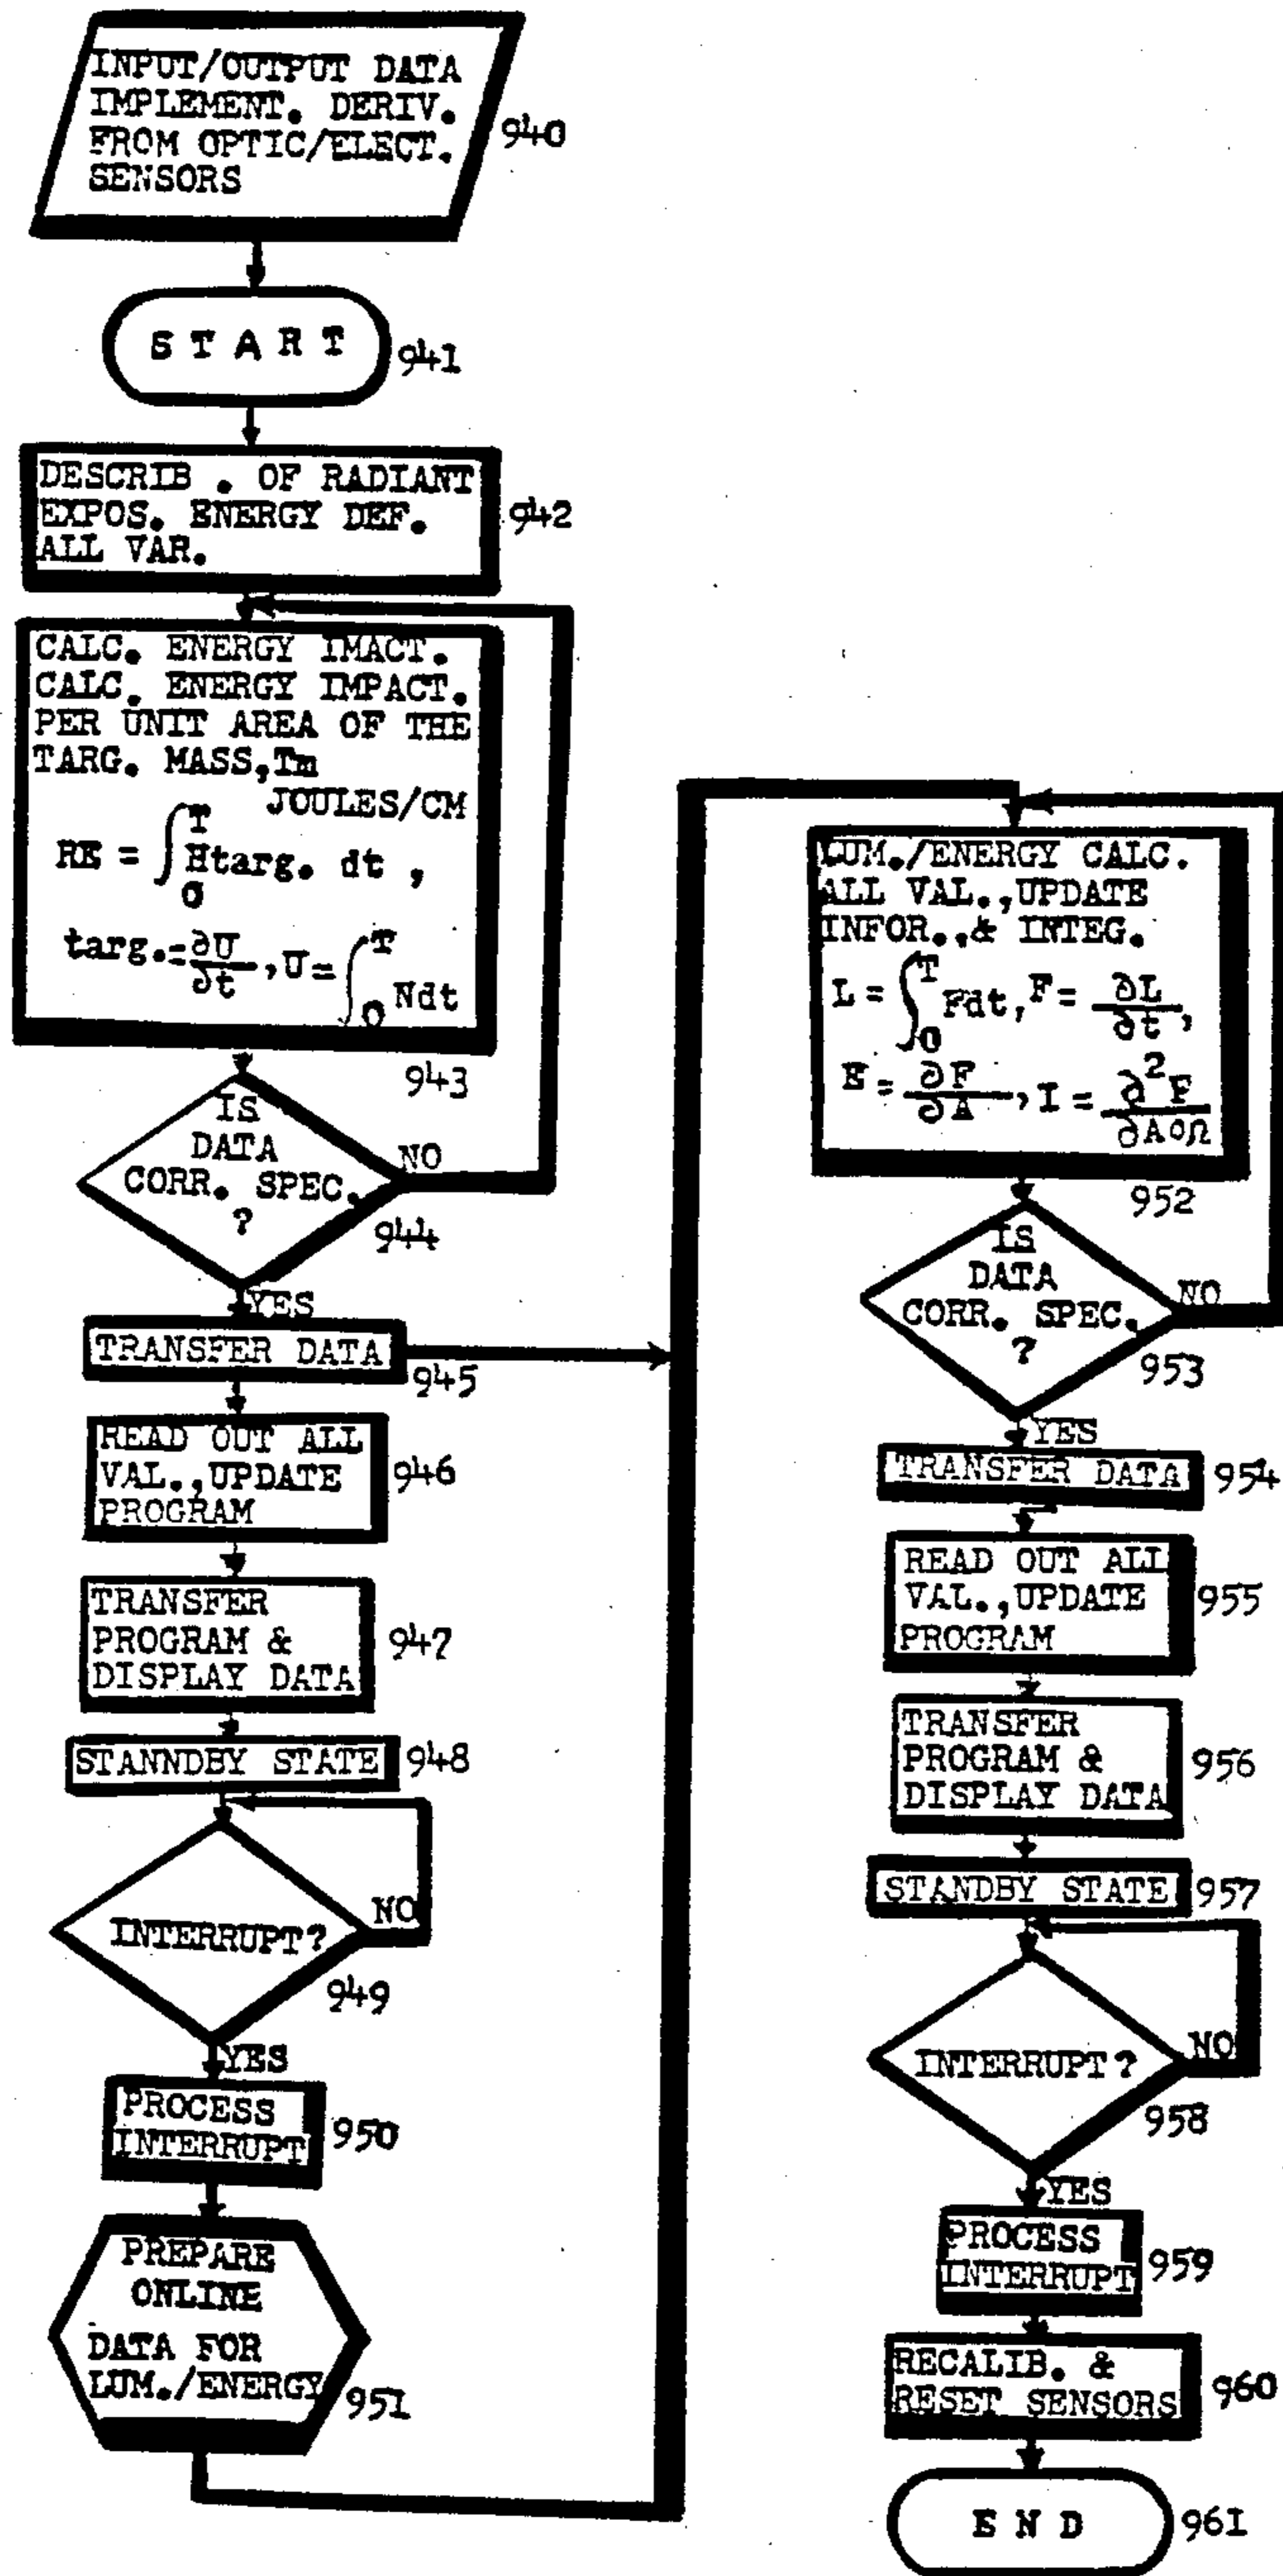 INPUT/OUTPUT DATA
IMPLEMENT. DERIV.
FROM OPTIC/ELECT.
SENSORS
940
START
941
DESCRIB . OF RADIANT
EXPOS. ENERGY DEF.
ALL VAR.
942
CALC. ENERGY IMACT.
CALC. ENERGY IMPACT.
PER UNIT AREA OF THE
TARG. MASS,Tm
JOULES/CM
RE = ∫₀ᵀ Htarg. dt ,
targ.=∂U/∂t , U=∫₀ᵀ Ndt
943
IS
DATA
CORR. SPEC.
?
NO
944
YES
TRANSFER DATA
945
READ OUT ALL
VAL.,UPDATE
PROGRAM
946
TRANSFER
PROGRAM &
DISPLAY DATA
947
STANNDBY STATE
948
NO
INTERRUPT?
949
YES
PROCESS
INTERRUPT
950
PREPARE
ONLINE
DATA FOR
LUM./ENERGY
951
LUM./ENERGY CALC.
ALL VAL.,UPDATE
INFOR.,& INTEG.
L = ∫₀ᵀ Fdt, F = ∂L/∂t,
E = ∂F/∂A , I = ∂²F/∂A∂Ω
952
IS
DATA
CORR. SPEC.
?
NO
953
YES
TRANSFER DATA
954
READ OUT ALL
VAL.,UPDATE
PROGRAM
955
TRANSFER
PROGRAM &
DISPLAY DATA
956
STANDBY STATE
957
NO
INTERRUPT?
958
YES
PROCESS
INTERRUPT
959
RECALIB. &
RESET SENSORS
960
END
961